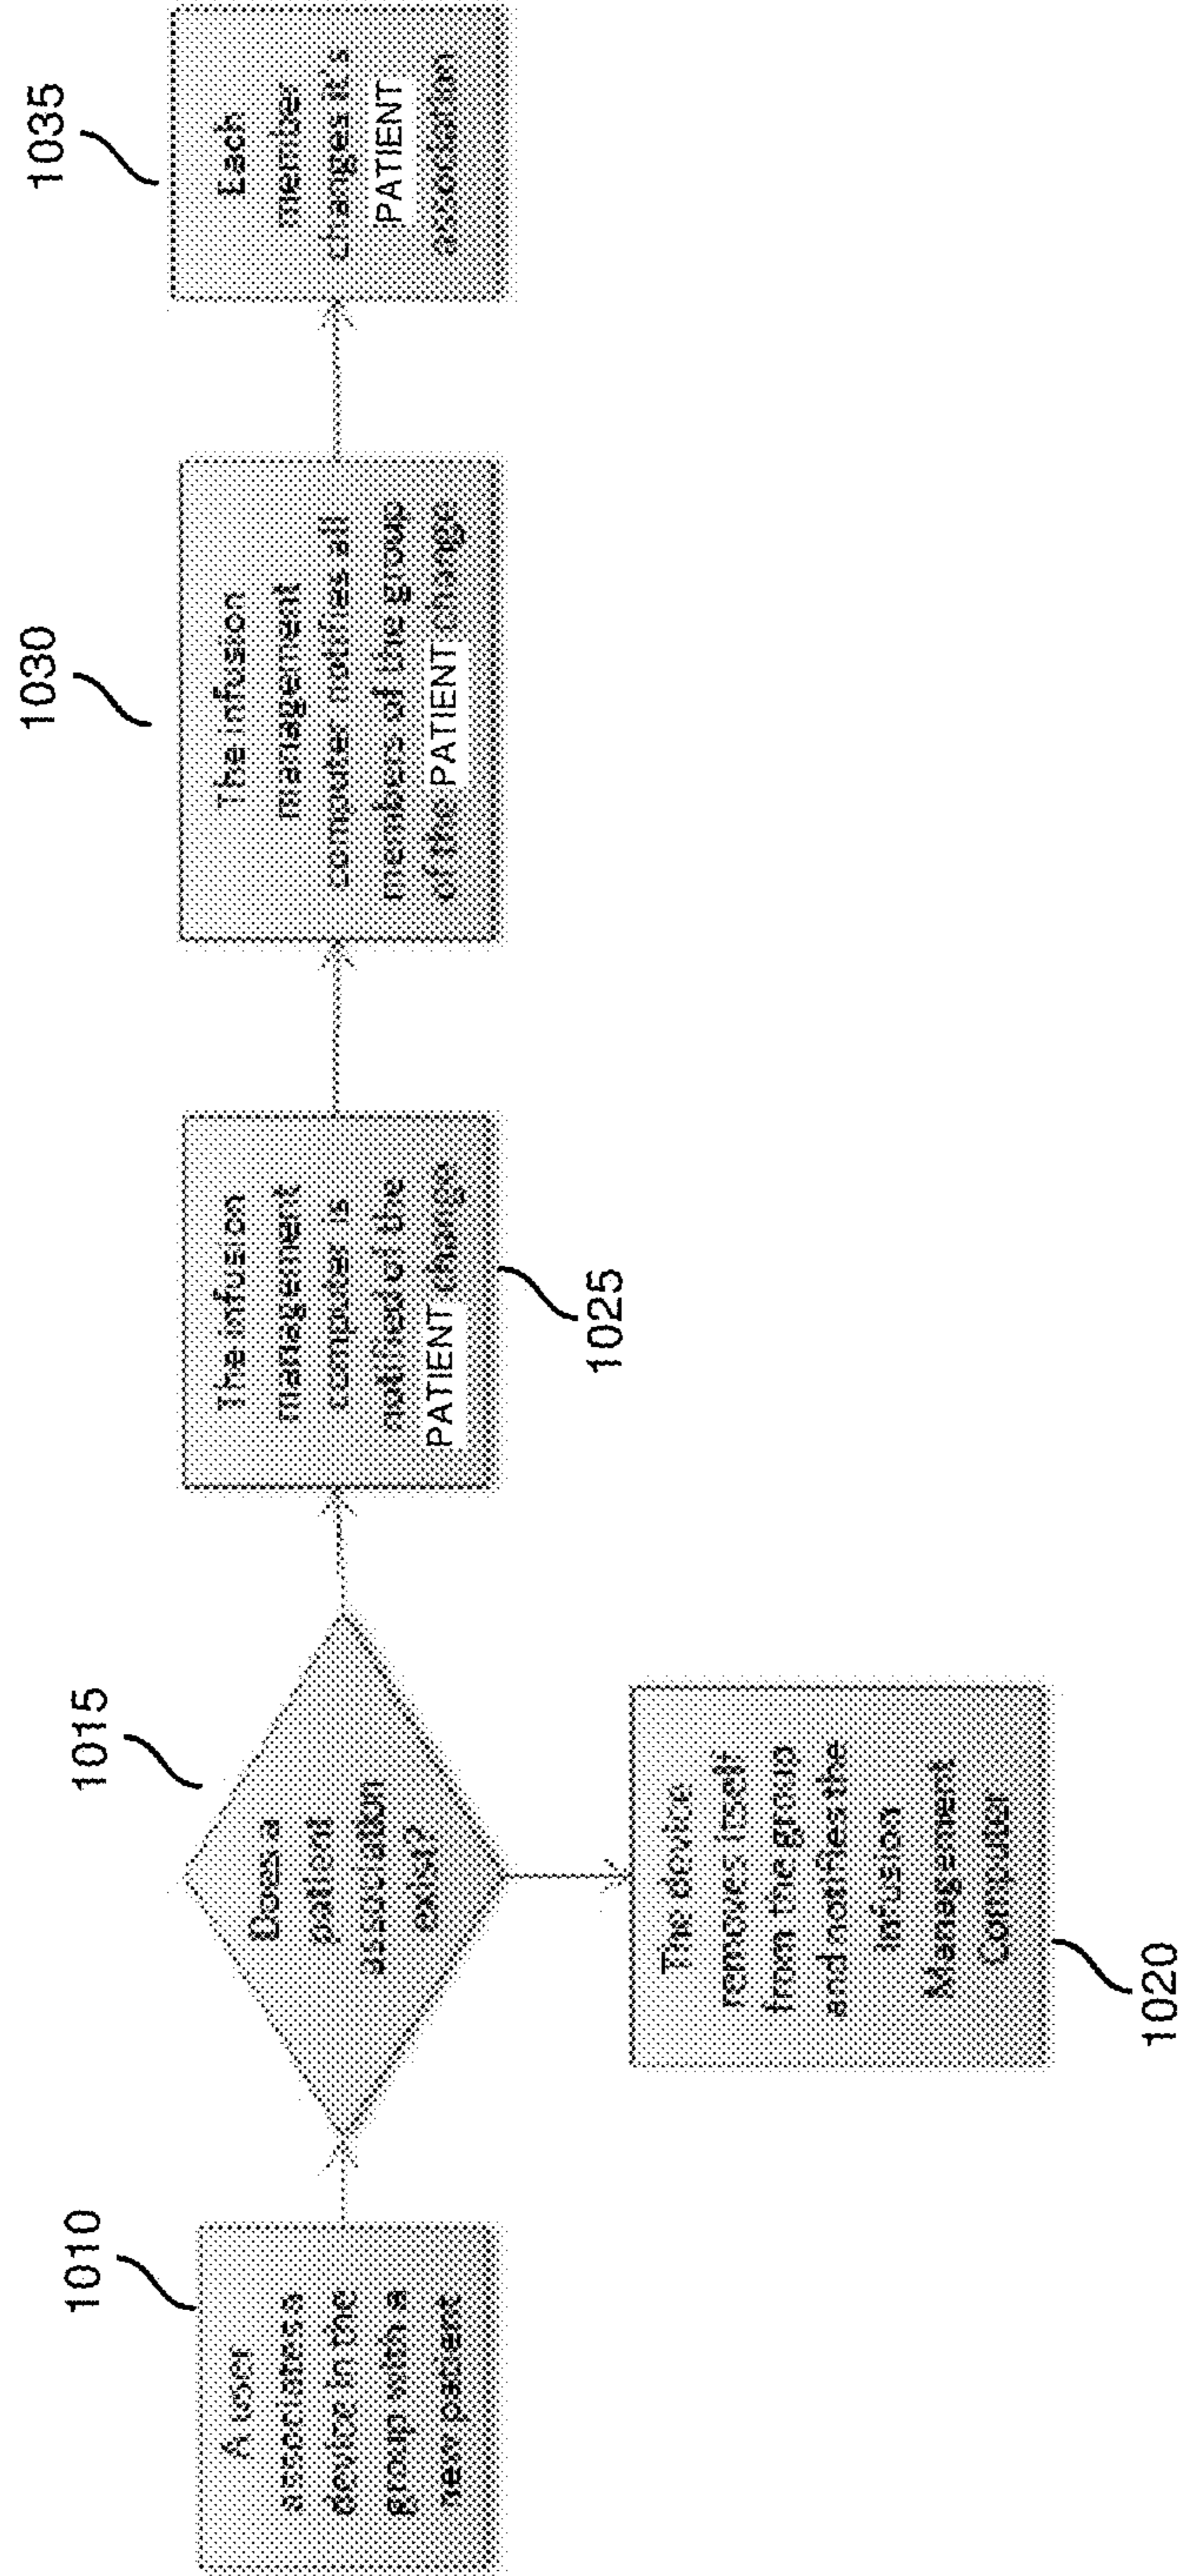 1010
A user
associates
device in the
group with a
new patient
1015
Does a
patient
association
exist?
1020
The device
removes itself
from the group
and notifies the
Infusion
Management
Computer
1025
The infusion
management
computer is
notified of the
PATIENT change
1030
The infusion
management
computer notifies all
members of the group
of the PATIENT change
1035
Each
member
changes it's
PATIENT
association